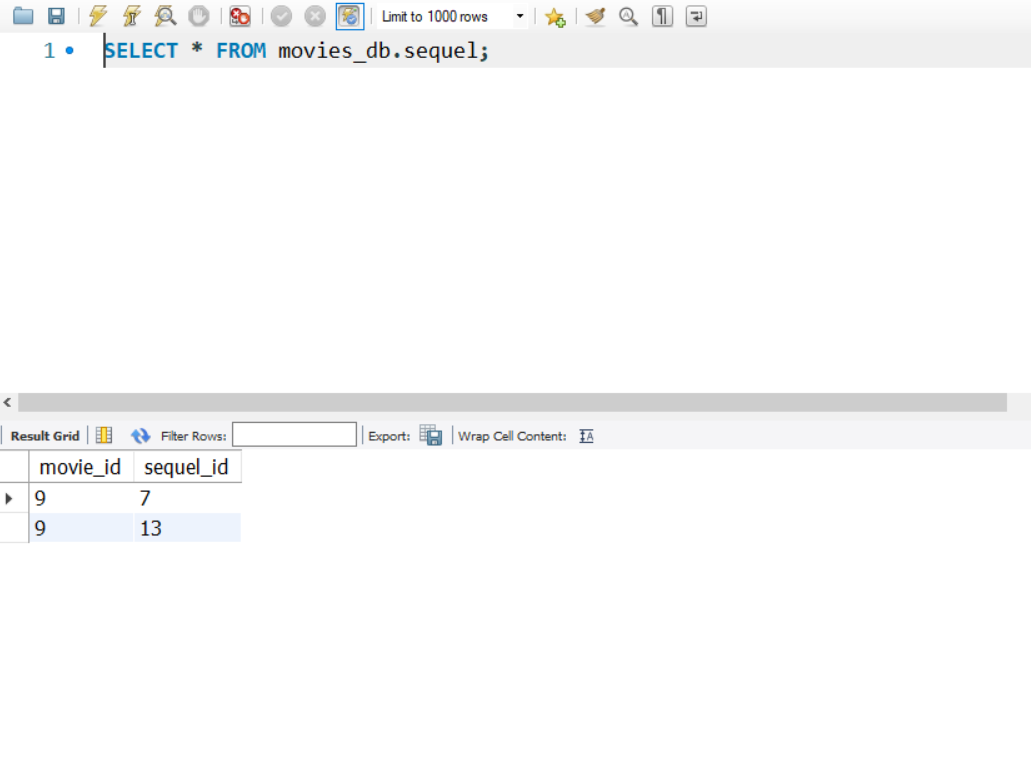 Limit to 1000 rows
1 SELECT * FROM movies_db.sequel;
Result Grid Filter Rows: Export: Wrap Cell Content:
movie_id sequel_id
9 7
9 13